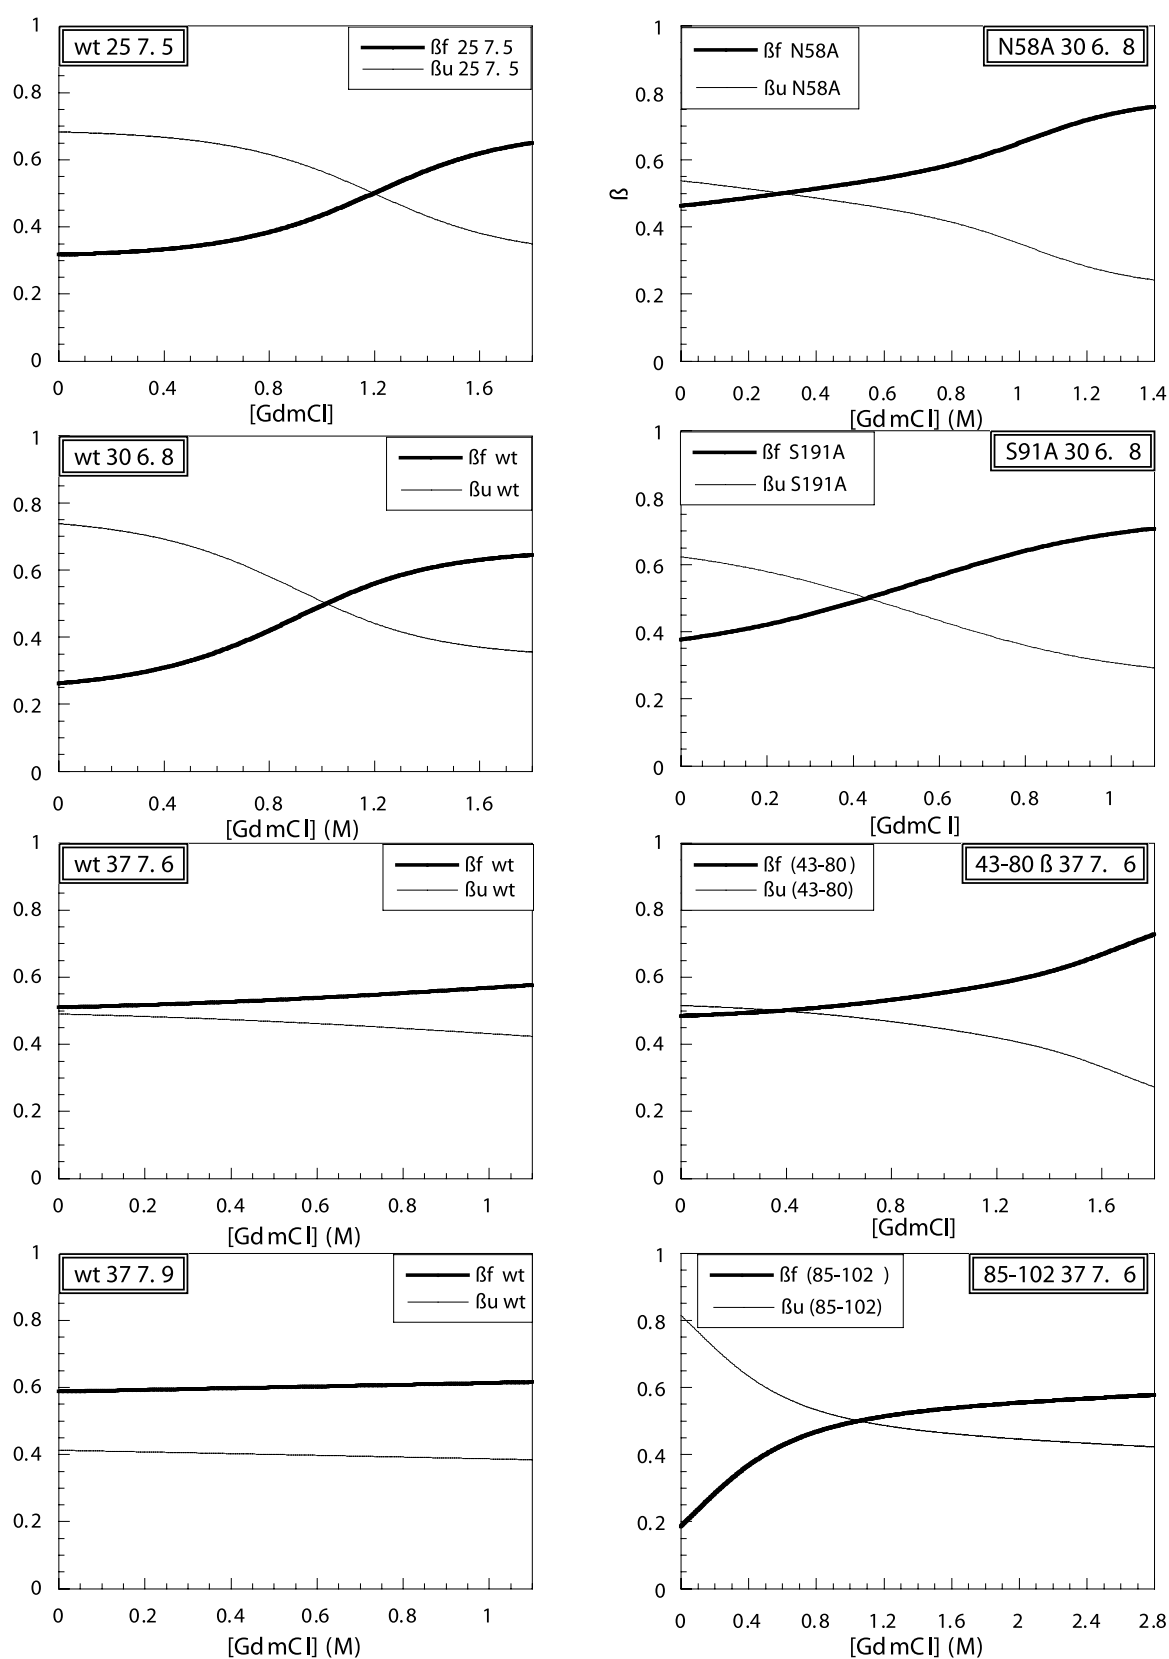 1
wt 25 7. 5
ßf 25 7. 5
ßu 25 7. 5
0.8
0.6
0.4
0.2
0
0 0.4 0.8 1.2 1.6
[GdmCl]
1
ßf N58A
ßu N58A
N58A 30 6. 8
0.8
0.6
ß
0.4
0.2
0
0 0.2 0.4 0.6 0.8 1 1.2 1.4
[GdmCl] (M)
1
wt 30 6. 8
ßf wt
ßu wt
0.8
0.6
0.4
0.2
0
0 0.4 0.8 1.2 1.6
[GdmCl] (M)
1
ßf S191A
ßu S191A
S91A 30 6. 8
0.8
0.6
0.4
0.2
0
0 0.2 0.4 0.6 0.8 1
[GdmCl]
1
wt 37 7. 6
ßf wt
ßu wt
0.8
0.6
0.4
0.2
0
0 0.2 0.4 0.6 0.8 1
[GdmCl] (M)
1
ßf (43-80)
ßu (43-80)
43-80 ß 37 7. 6
0.8
0.6
0.4
0.2
0
0 0.4 0.8 1.2 1.6
[GdmCl]
1
wt 37 7. 9
ßf wt
ßu wt
0.8
0.6
0.4
0.2
0
0 0.2 0.4 0.6 0.8 1
[GdmCl] (M)
1
ßf (85-102 )
ßu (85-102)
85-102 37 7. 6
0.8
0.6
0.4
0.2
0
0 0.4 0.8 1.2 1.6 2 2.4 2.8
[GdmCl] (M)